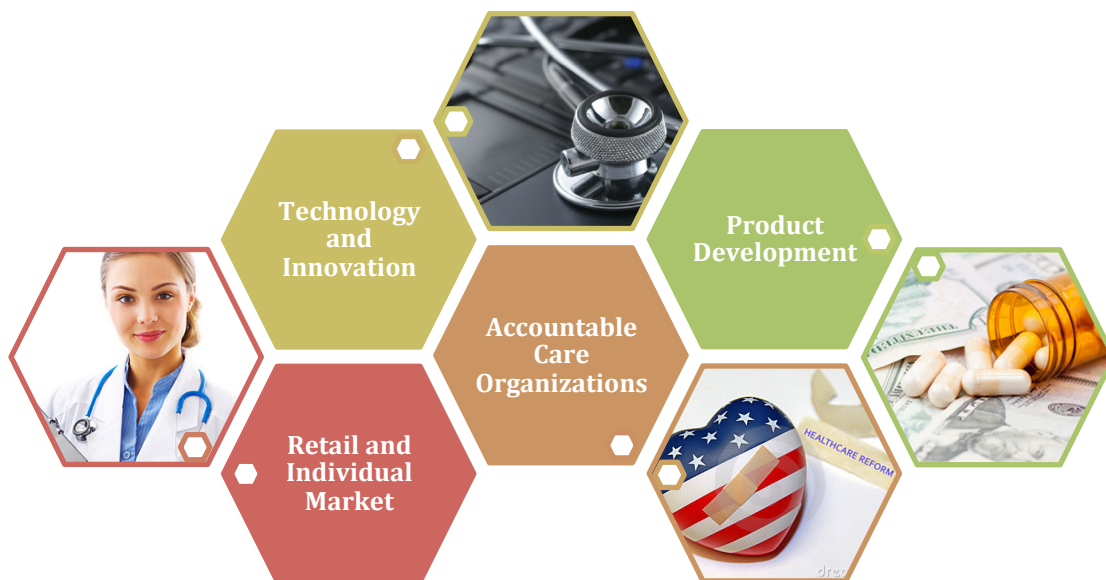 Technology
and
Innovation
Product
Development
Accountable
Care
Organizations
Retail and
Individual
Market
HEALTHCARE REFORM